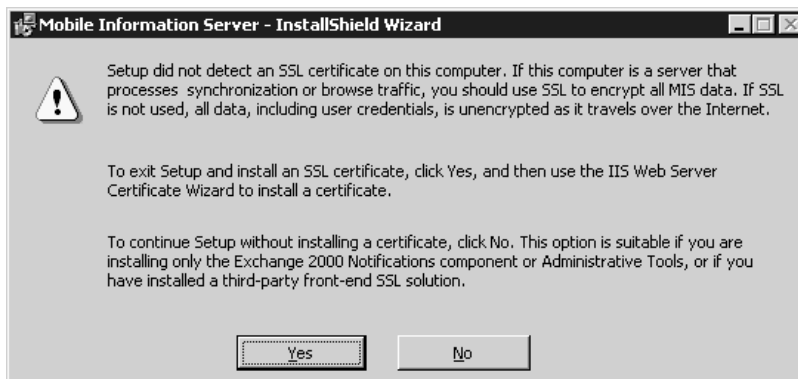 Mobile Information Server - InstallShield Wizard
Setup did not detect an SSL certificate on this computer. If this computer is a server that
processes synchronization or browse traffic, you should use SSL to encrypt all MIS data. If SSL
is not used, all data, including user credentials, is unencrypted as it travels over the Internet.
To exit Setup and install an SSL certificate, click Yes, and then use the IIS Web Server
Certificate Wizard to install a certificate.
To continue Setup without installing a certificate, click No. This option is suitable if you are
installing only the Exchange 2000 Notifications component or Administrative Tools, or if you
have installed a third-party front-end SSL solution.
Yes No